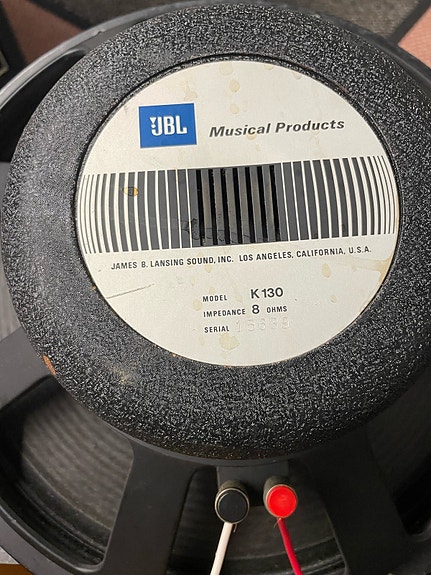 JBL Musical Products
JAMES B. LANSING SOUND, INC. LOS ANGELES, CALIFORNIA, U.S.A.
MODEL K130
IMPEDANCE 8 OHMS
SERIAL